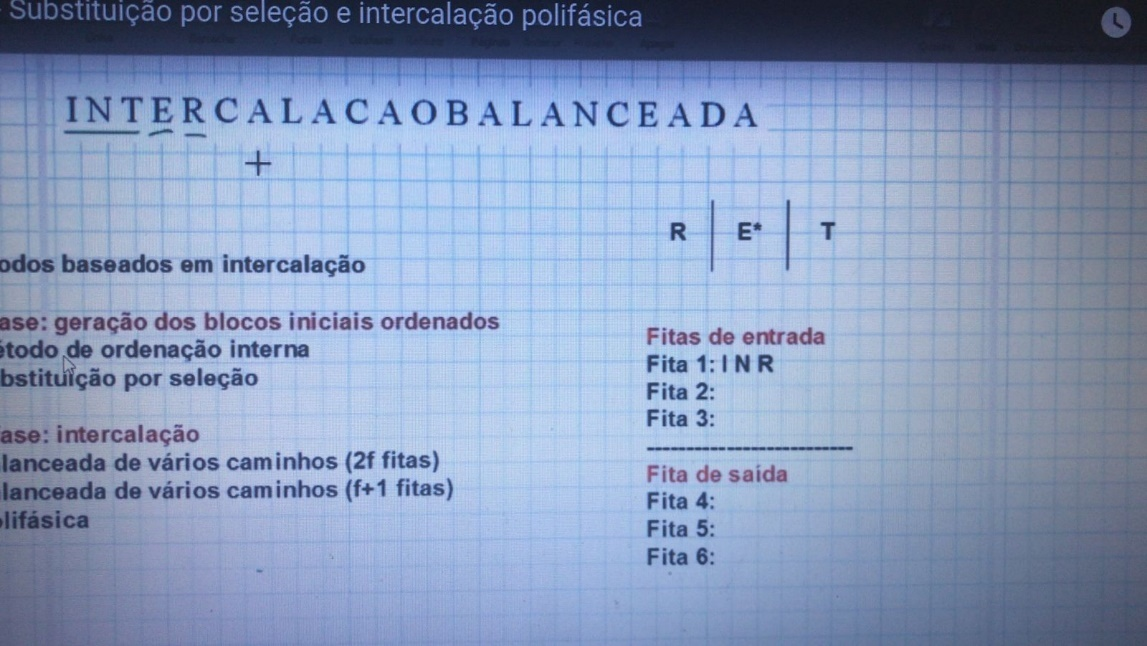 Substituição por seleção e intercalação polifásica
INTERCALACAOBALANCEADA
+
R | E* | T
odos baseados em intercalação
ase: geração dos blocos iniciais ordenados
étodo de ordenação interna
bstituição por seleção
ase: intercalação
lanceada de vários caminhos (2f fitas)
lanceada de vários caminhos (f+1 fitas)
lifásica
Fitas de entrada
Fita 1: I N R
Fita 2:
Fita 3:
Fita de saída
Fita 4:
Fita 5:
Fita 6: